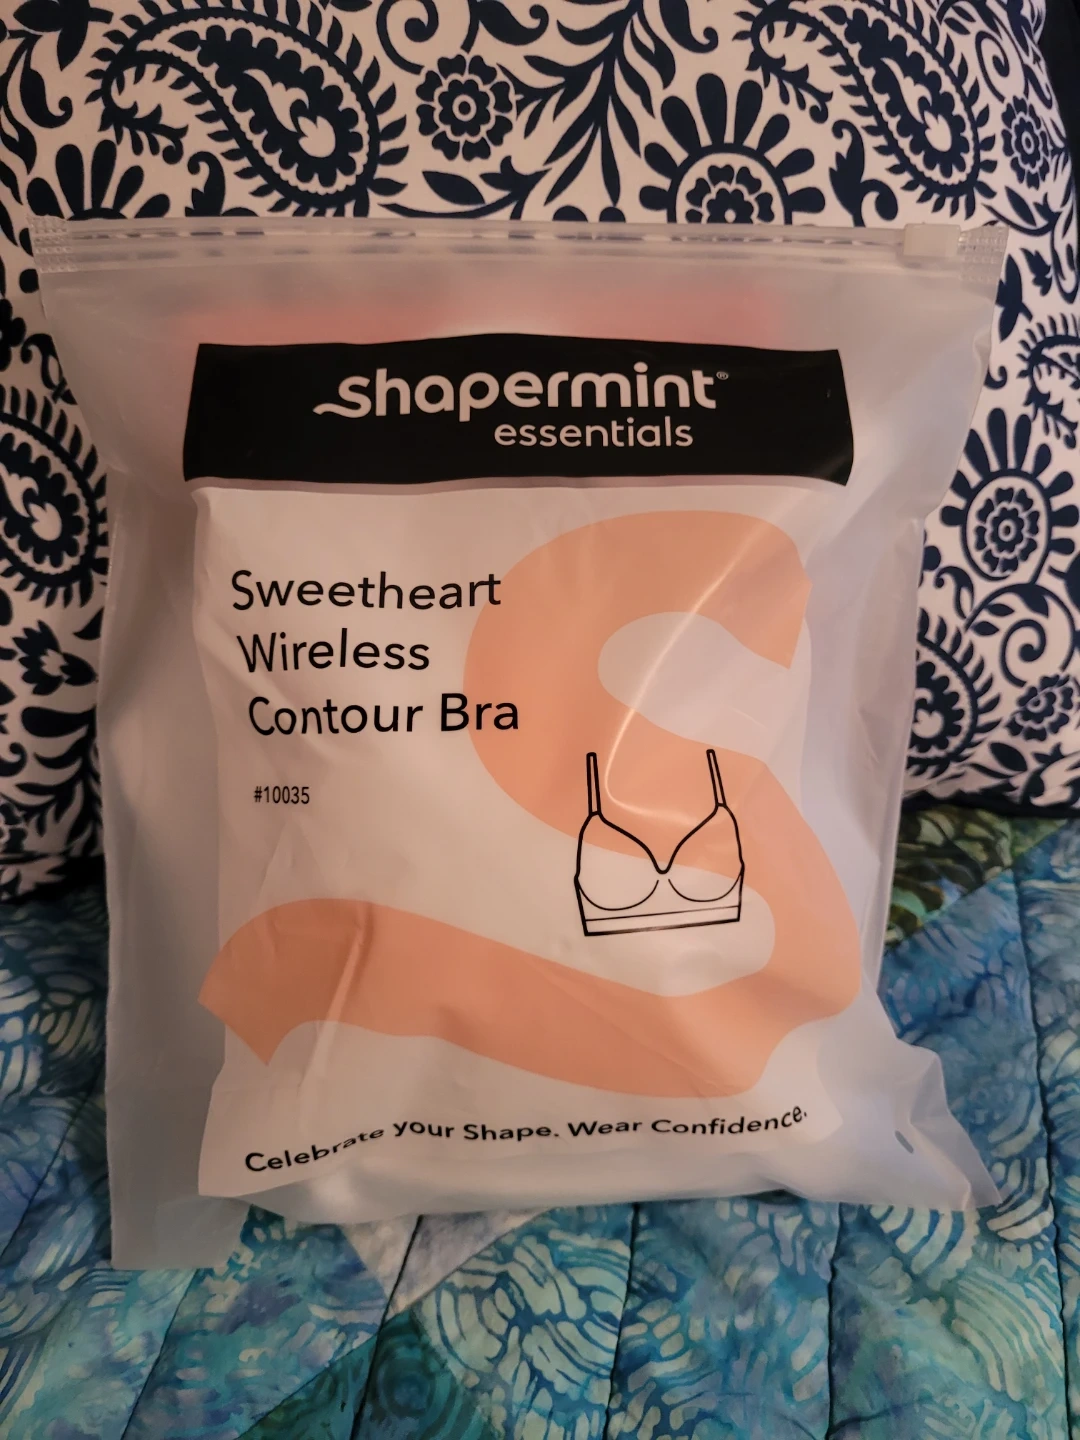 shapermint®
essentials
Sweetheart
Wireless
Contour Bra
#10035
Celebrate your Shape. Wear Confidence.